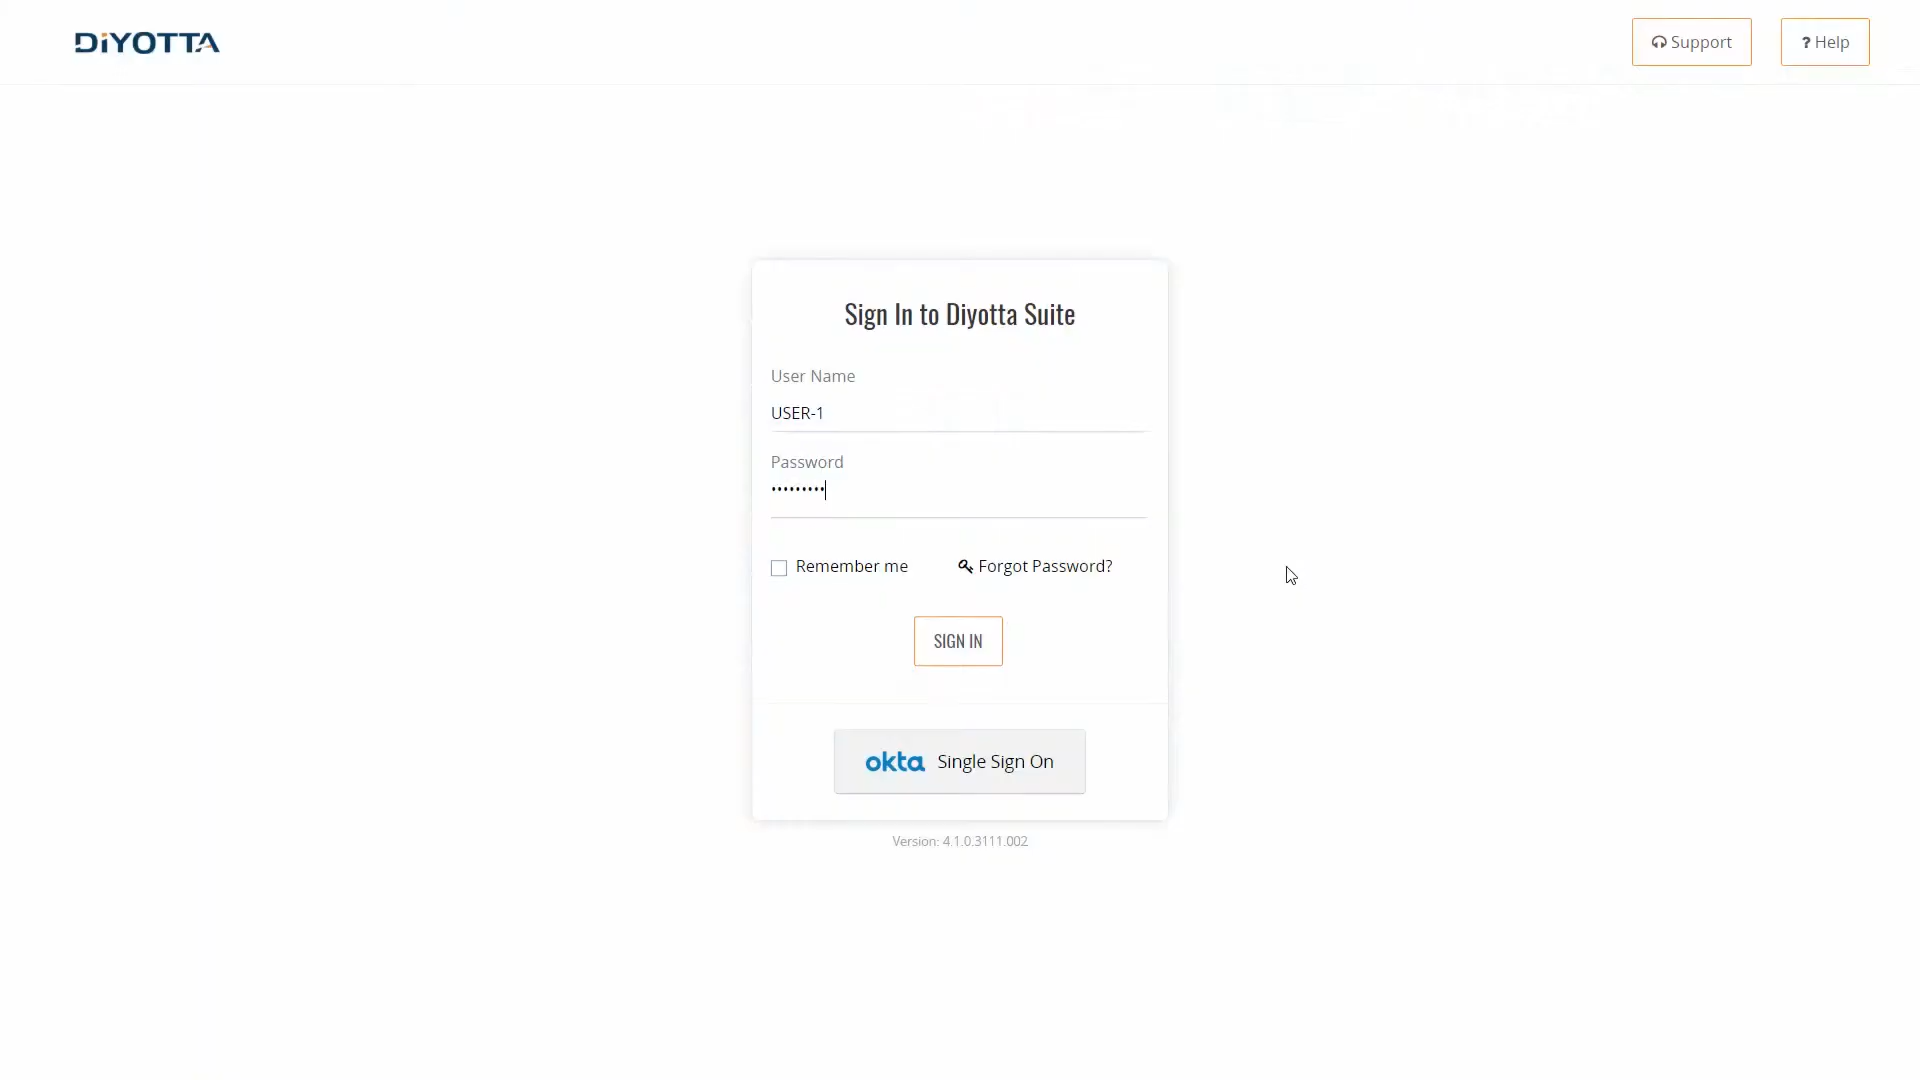 DiYOTTA
Support
? Help
Sign In to Diyotta Suite
User Name
USER-1
Password
•••••••••
Remember me
Forgot Password?
SIGN IN
okta Single Sign On
Version: 4.1.0.3111.002